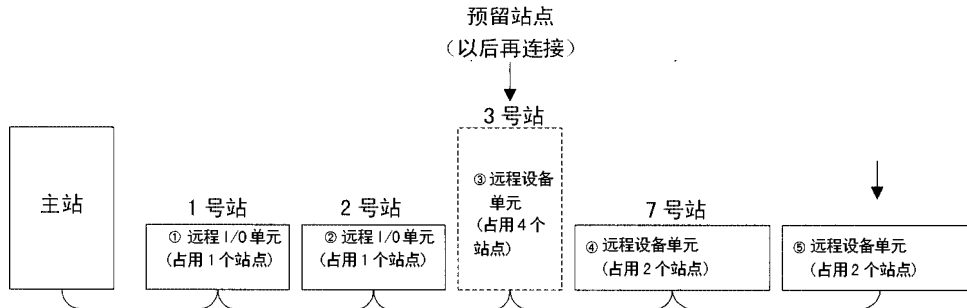 预留站点
（以后再连接）
3 号站
主站
1 号站
① 远程 I/O 单元
(占用 1 个站点)
2 号站
② 远程 I/O 单元
(占用 1 个站点)
③ 远程设备
单元
(占用 4 个
站点)
7 号站
④ 远程设备单元
(占用 2 个站点)
⑤ 远程设备单元
(占用 2 个站点)